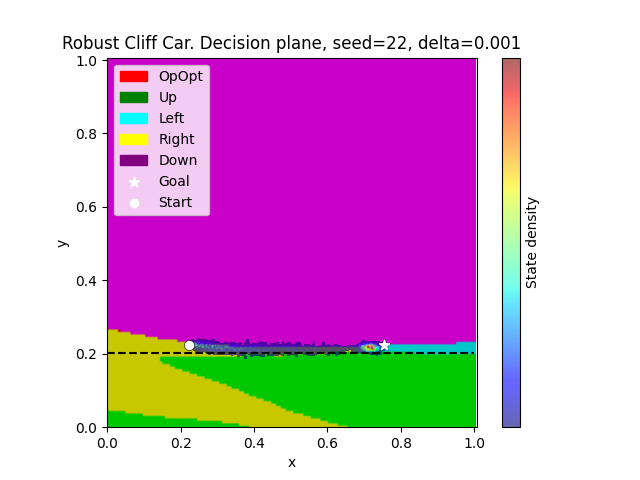 Robust Cliff Car. Decision plane, seed=22, delta=0.001
1.0
0.8
0.6
0.4
0.2
0.0
y
OpOpt
Up
Left
Right
Down
Goal
Start
0.0 0.2 0.4 0.6 0.8 1.0
x
State density